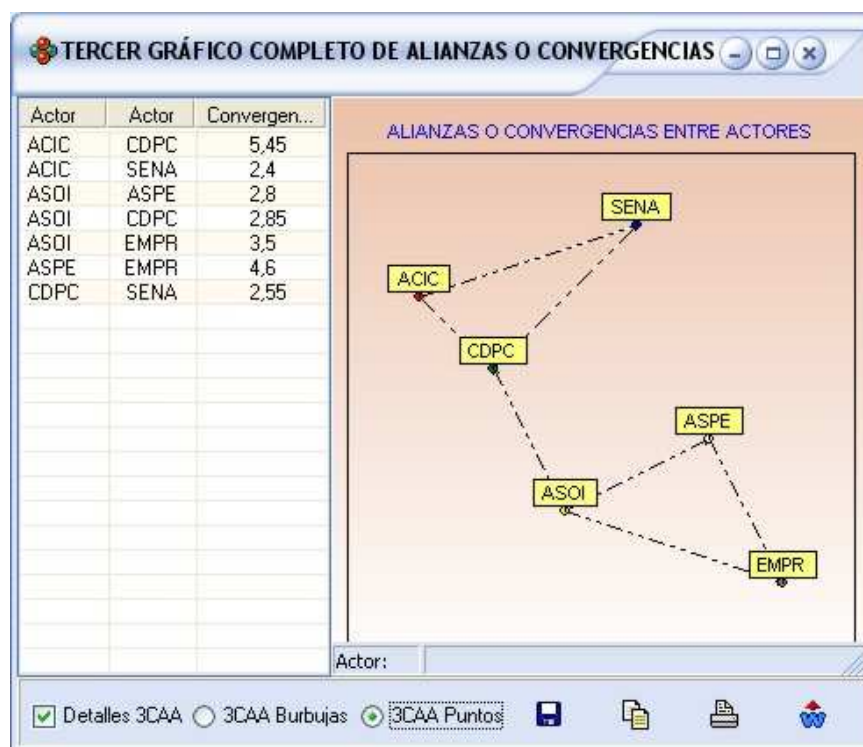 TERCER GRÁFICO COMPLETO DE ALIANZAS O CONVERGENCIAS
Actor Actor Convergen...
ACIC CDPC 5,45
ACIC SENA 2,4
ASOI ASPE 2,8
ASOI CDPC 2,85
ASOI EMPR 3,5
ASPE EMPR 4,6
CDPC SENA 2,55
ALIANZAS O CONVERGENCIAS ENTRE ACTORES
SENA
ACIC
CDPC
ASPE
ASOI
EMPR
Actor:
Detalles 3CAA 3CAA Burbujas 3CAA Puntos